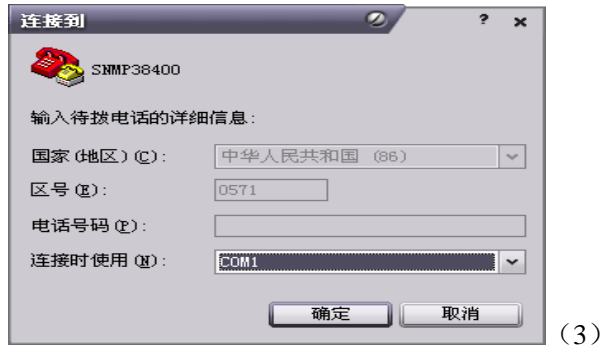 连接到
SNMP38400
输入待拨电话的详细信息:
国家(地区)(C): 中华人民共和国 (86)
区号(E): 0571
电话号码(P):
连接时使用(N): COM1
确定 取消
(3)